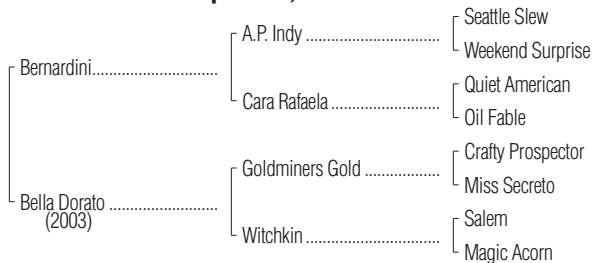 Seattle Slew
A.P. Indy ..............................
Weekend Surprise
Bernardini............................
Quiet American
Cara Rafaela ........................
Oil Fable
Crafty Prospector
Goldminers Gold .................
Miss Secreto
Bella Dorato ........................
(2003)
Salem
Witchkin ..............................
Magic Acorn